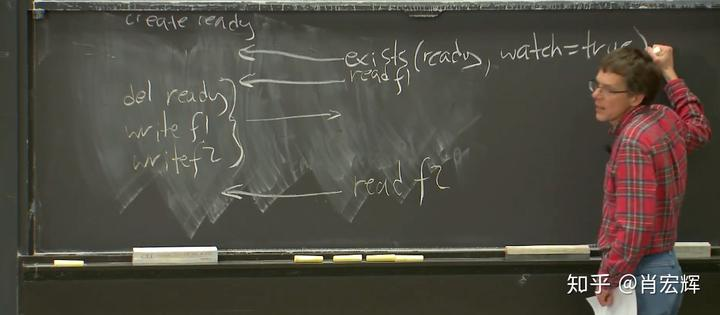 create ready
exists(ready, watch=true)
read f1
del ready
write f1
write f2
read f2
知乎 @肖宏辉